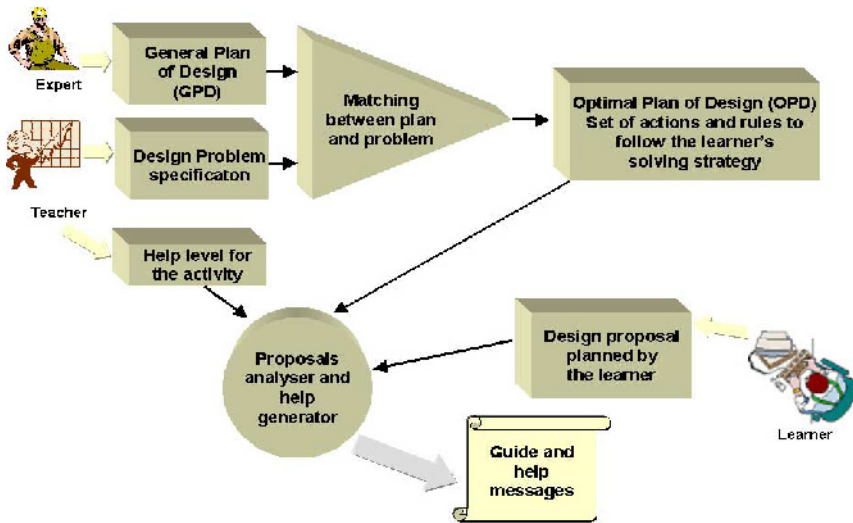 General Plan
of Design
(GPD)
Expert
Matching
between plan
and problem
Optimal Plan of Design (OPD)
Set of actions and rules to
follow the learner's
solving strategy
Design Problem
specificaton
Teacher
Help level for
the activity
Proposals
analyser and
help
generator
Design proposal
planned by
the learner
Learner
Guide and
help
messages